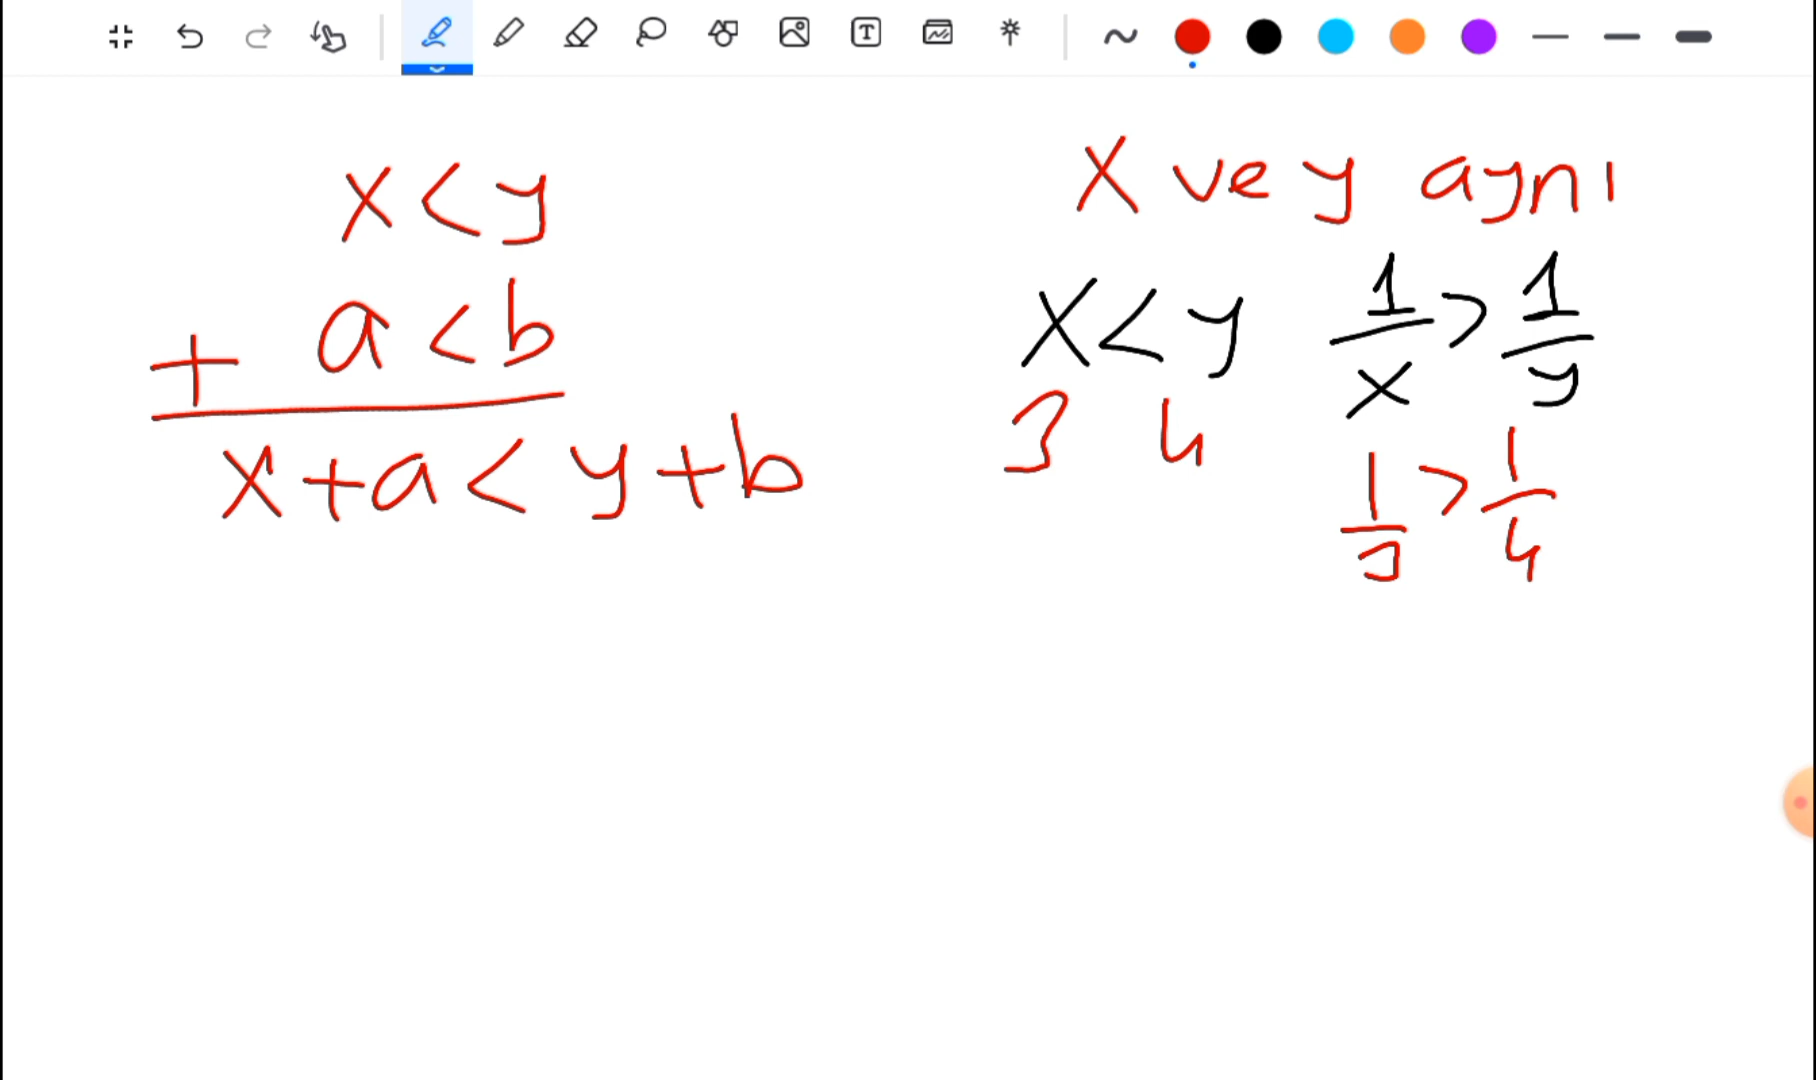 x < y
+ a < b
x + a < y + b
X ve y aynı
X < y 1/x > 1/y
3 4
1/3 > 1/4